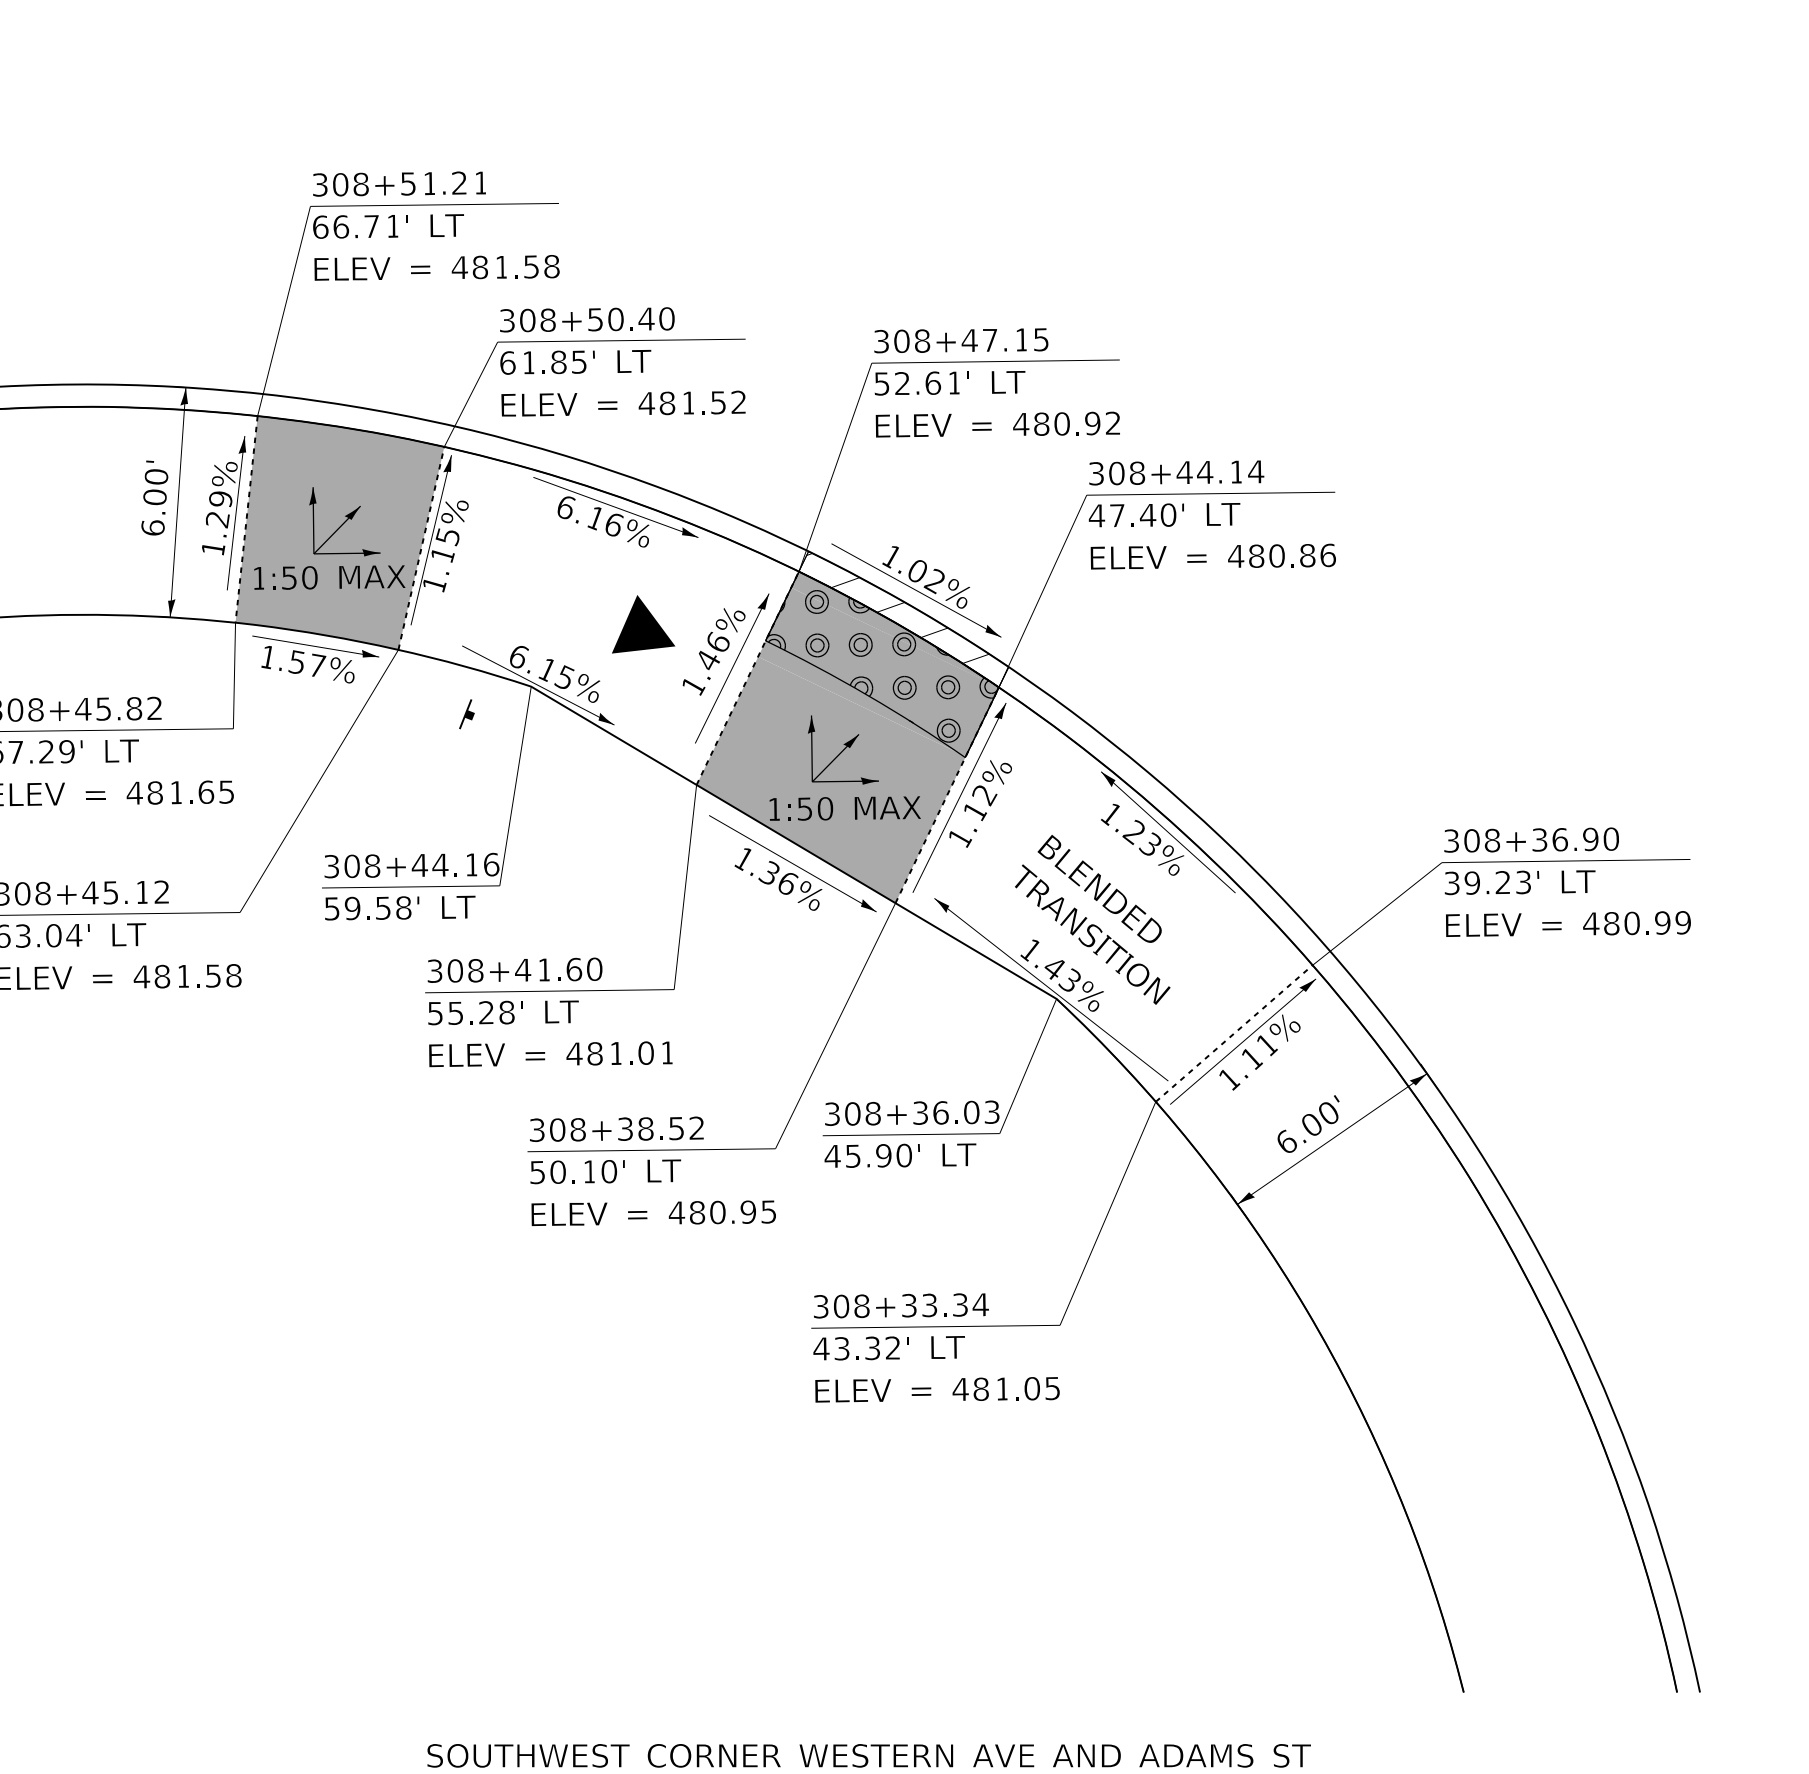 308+51.21
66.71' LT
ELEV = 481.58
308+50.40
61.85' LT
ELEV = 481.52
308+47.15
52.61' LT
ELEV = 480.92
308+44.14
47.40' LT
ELEV = 480.86
6.00'
1.29%
1:50 MAX
1.15%
1.57%
6.16%
6.15%
1.46%
1.02%
1:50 MAX
1.12%
1.36%
1.23%
BLENDED
TRANSITION
1.43%
1.11%
6.00'
308+36.90
39.23' LT
ELEV = 480.99
308+45.82
67.29' LT
ELEV = 481.65
308+45.12
63.04' LT
ELEV = 481.58
308+44.16
59.58' LT
308+41.60
55.28' LT
ELEV = 481.01
308+38.52
50.10' LT
ELEV = 480.95
308+36.03
45.90' LT
308+33.34
43.32' LT
ELEV = 481.05
SOUTHWEST CORNER WESTERN AVE AND ADAMS ST